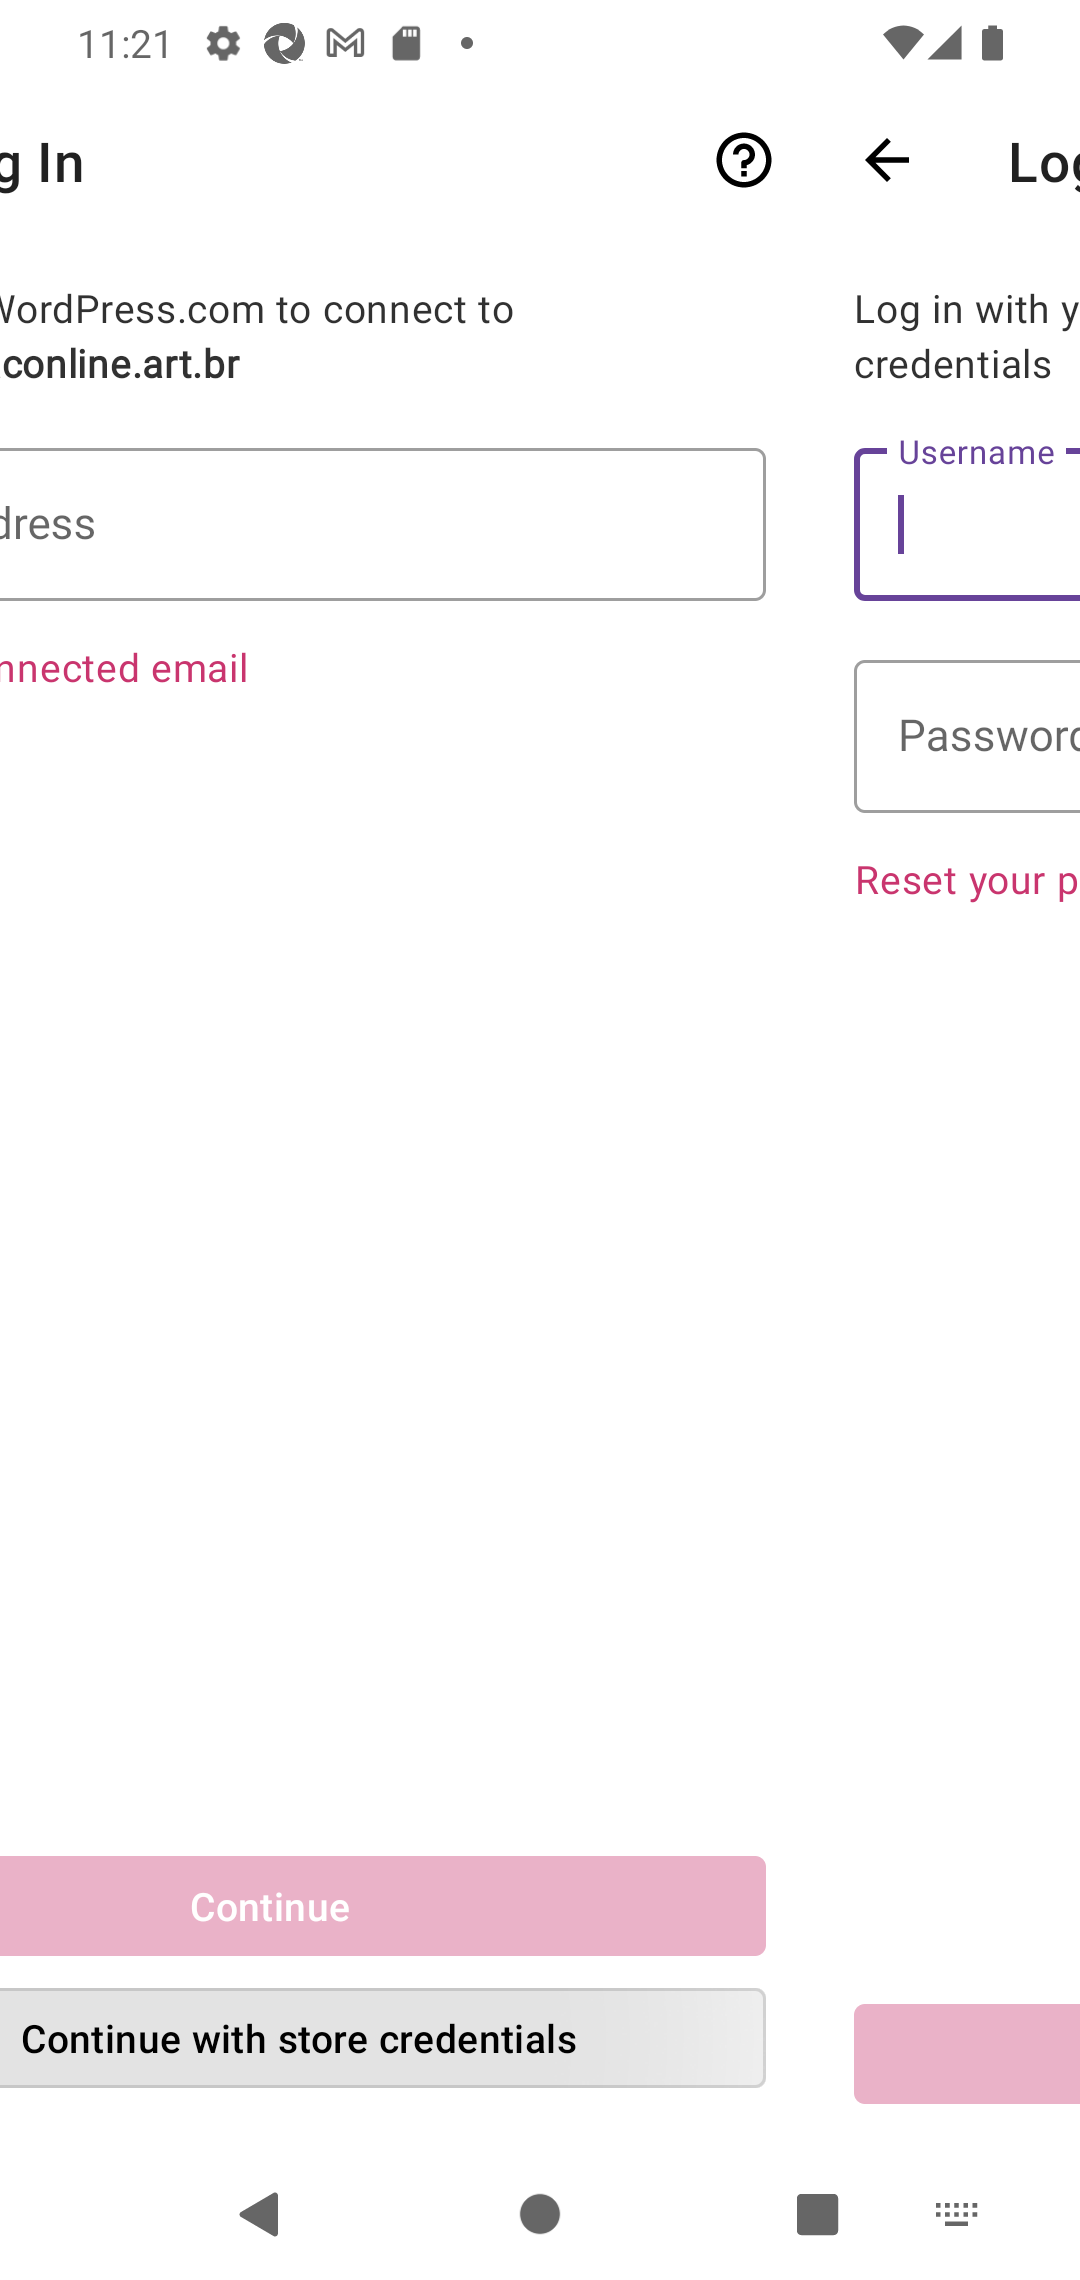 11:21
g In
Log
WordPress.com to connect to
conline.art.br
Log in with y
credentials
dress
Username
nnected email
Password
Reset your p
Continue
Continue with store credentials